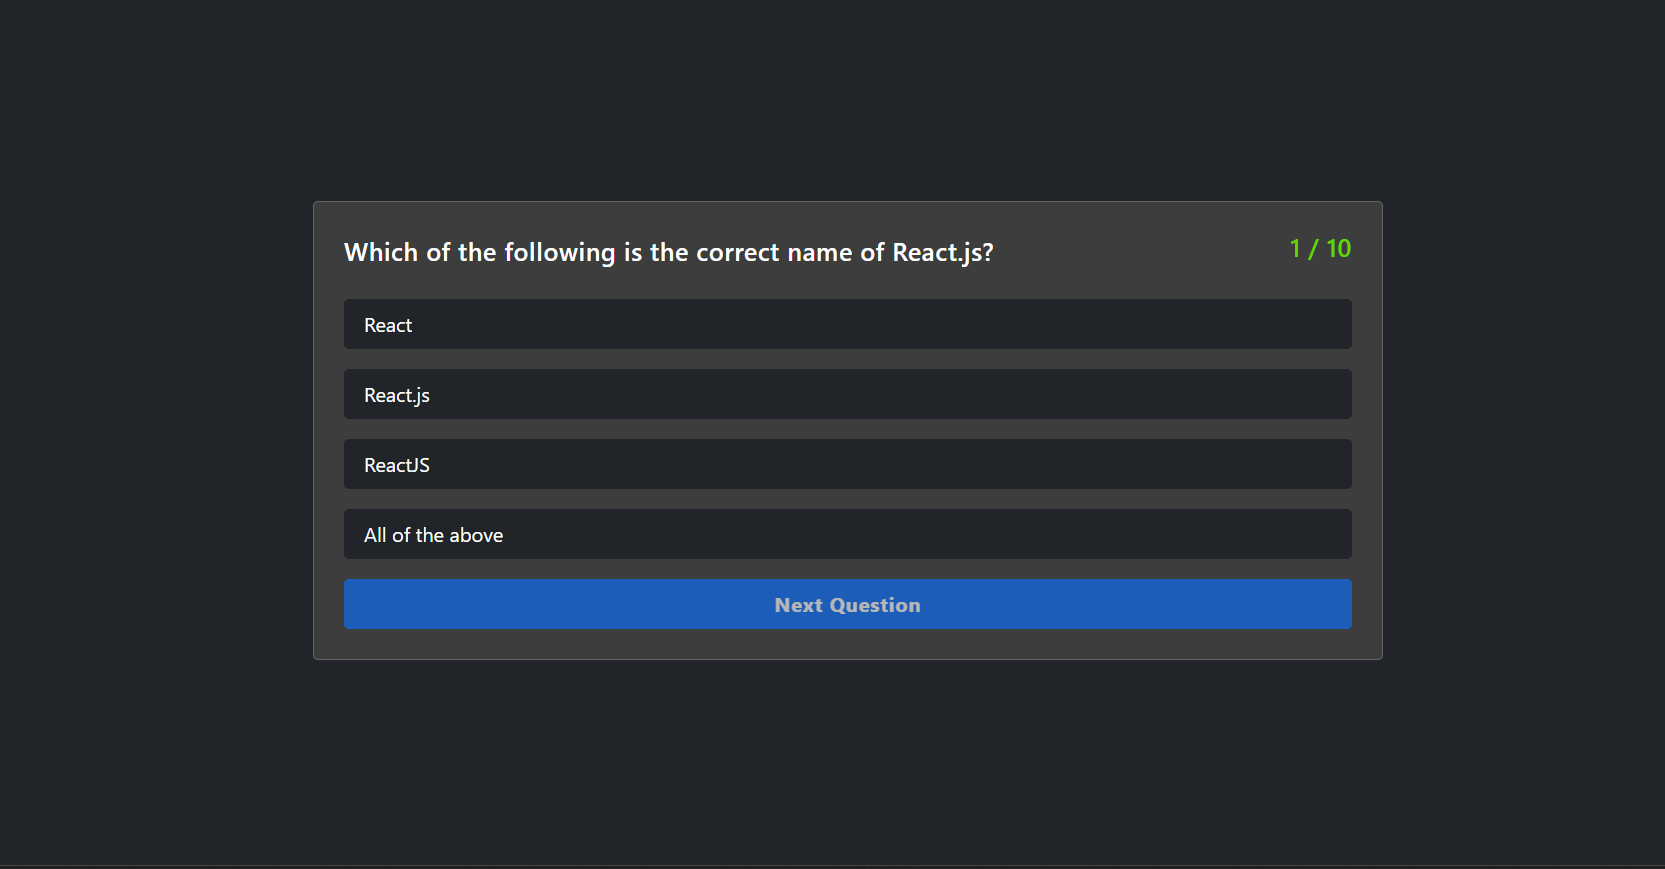 Which of the following is the correct name of React.js?
1 / 10
React
React.js
ReactJS
All of the above
Next Question